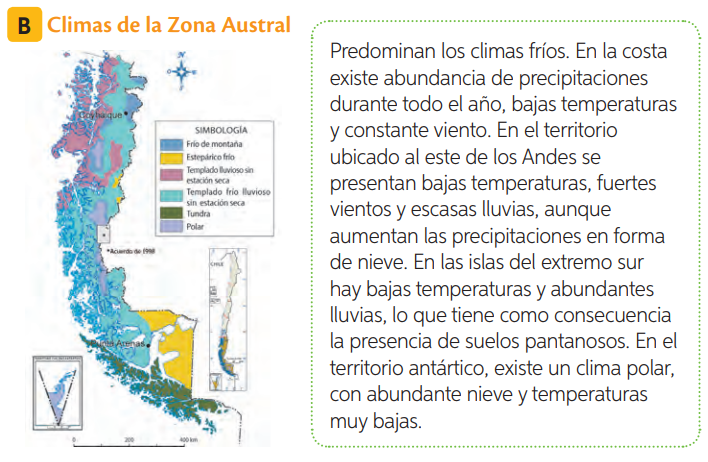 B Climas de la Zona Austral
Coyhaique
SIMBOLOGÍA
Frío de montaña
Estepárico frío
Templado lluvioso sin
estación seca
Templado frío lluvioso
sin estación seca
Tundra
Polar
Acuerdo de 1998
CHILE
Punta Arenas
0 200 400 km
Predominan los climas fríos. En la costa
existe abundancia de precipitaciones
durante todo el año, bajas temperaturas
y constante viento. En el territorio
ubicado al este de los Andes se
presentan bajas temperaturas, fuertes
vientos y escasas lluvias, aunque
aumentan las precipitaciones en forma
de nieve. En las islas del extremo sur
hay bajas temperaturas y abundantes
lluvias, lo que tiene como consecuencia
la presencia de suelos pantanosos. En el
territorio antártico, existe un clima polar,
con abundante nieve y temperaturas
muy bajas.